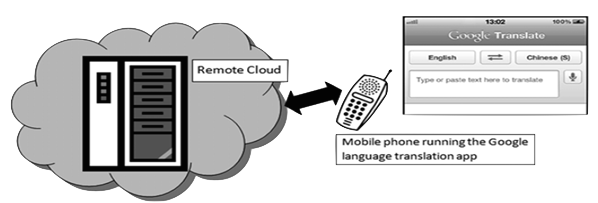 Remote Cloud
13:02
100%
Google Translate
English
Chinese (S)
Type or paste text here to translate
Mobile phone running the Google
language translation app